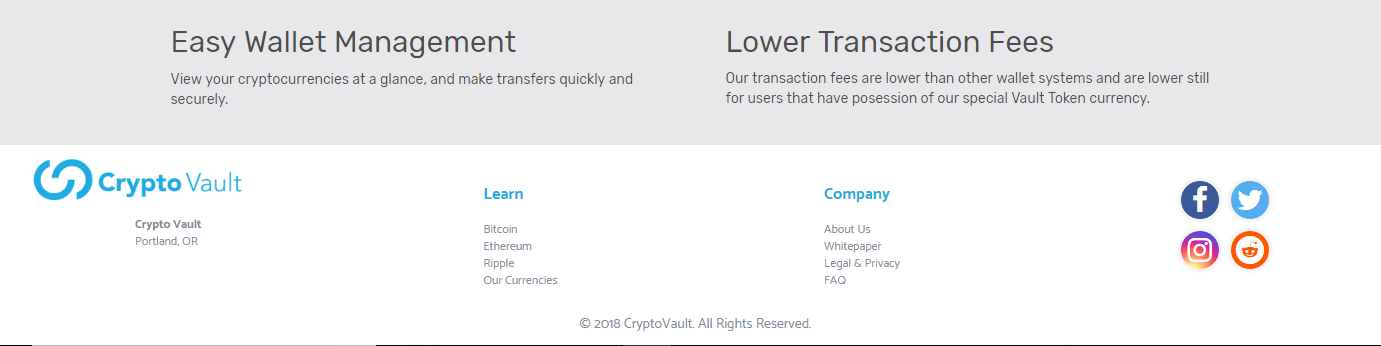 Easy Wallet Management
View your cryptocurrencies at a glance, and make transfers quickly and
securely.
Lower Transaction Fees
Our transaction fees are lower than other wallet systems and are lower still
for users that have posession of our special Vault Token currency.
Crypto Vault
Crypto Vault
Portland, OR
Learn
Bitcoin
Ethereum
Ripple
Our Currencies
Company
About Us
Whitepaper
Legal & Privacy
FAQ
© 2018 CryptoVault. All Rights Reserved.